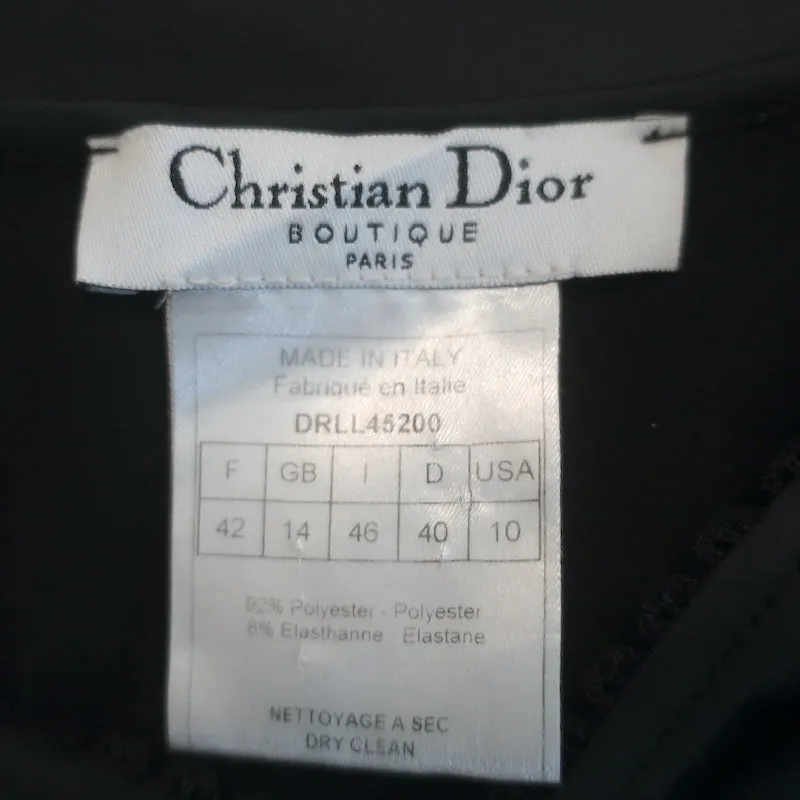 Christian Dior
BOUTIQUE
PARIS
MADE IN ITALY
Fabriqué en Italie
DRLL45200
F GB I D USA
42 14 46 40 10
92% Polyester - Polyester
8% Elasthanne - Elastane
NETTOYAGE A SEC
DRY CLEAN